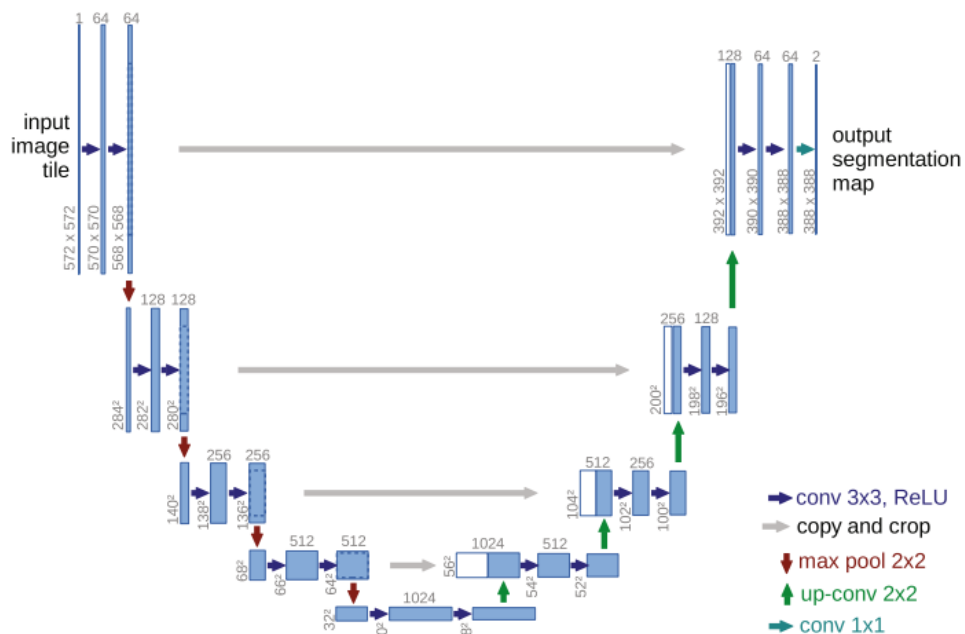 1 64 64
128 64 64 2
input
image
tile
output
segmentation
map
572 x 572
570 x 570
568 x 568
392 x 392
390 x 390
388 x 388
388 x 388
128 128
256 128
284²
282²
280²
200²
198²
196²
256 256
512 256
140²
138²
136²
104²
102²
100²
512 512
1024 512
68²
66²
64²
56²
54²
52²
1024
32²
conv 3x3, ReLU
copy and crop
max pool 2x2
up-conv 2x2
conv 1x1